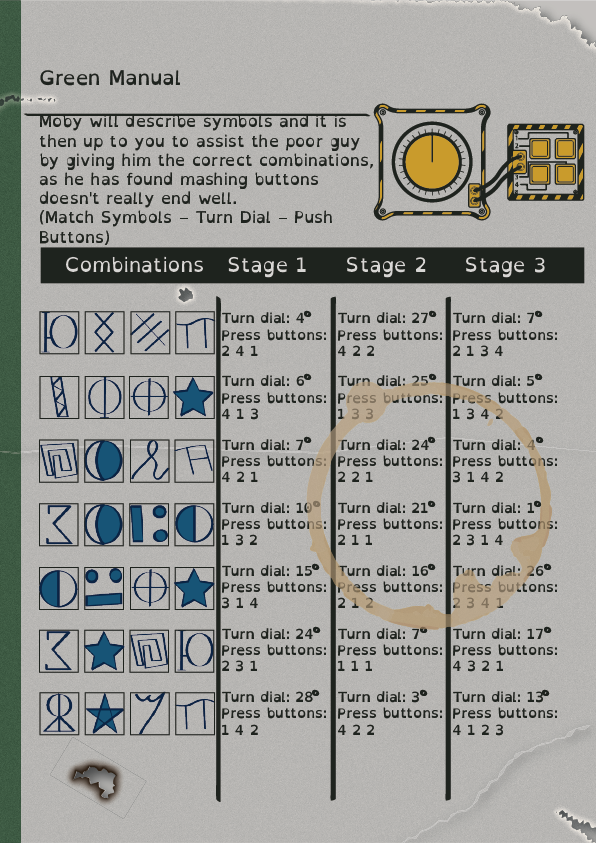 Green Manual
Moby will describe symbols and it is
then up to you to assist the poor guy
by giving him the correct combinations,
as he has found mashing buttons
doesn't really end well.
(Match Symbols – Turn Dial – Push
Buttons)
Combinations Stage 1 Stage 2 Stage 3
Turn dial: 4° Turn dial: 27° Turn dial: 7°
Press buttons: Press buttons: Press buttons:
2 4 1 4 2 2 2 1 3 4
Turn dial: 6° Turn dial: 25° Turn dial: 5°
Press buttons: Press buttons: Press buttons:
4 1 3 1 3 3 1 3 4 2
Turn dial: 7° Turn dial: 24° Turn dial: 4°
Press buttons: Press buttons: Press buttons:
4 2 1 2 2 1 3 1 4 2
Turn dial: 10° Turn dial: 21° Turn dial: 1°
Press buttons: Press buttons: Press buttons:
1 3 2 2 1 1 2 3 1 4
Turn dial: 15° Turn dial: 16° Turn dial: 26°
Press buttons: Press buttons: Press buttons:
3 1 4 2 1 2 2 3 4 1
Turn dial: 24° Turn dial: 7° Turn dial: 17°
Press buttons: Press buttons: Press buttons:
2 3 1 1 1 1 4 3 2 1
Turn dial: 28° Turn dial: 3° Turn dial: 13°
Press buttons: Press buttons: Press buttons:
1 4 2 4 2 2 4 1 2 3